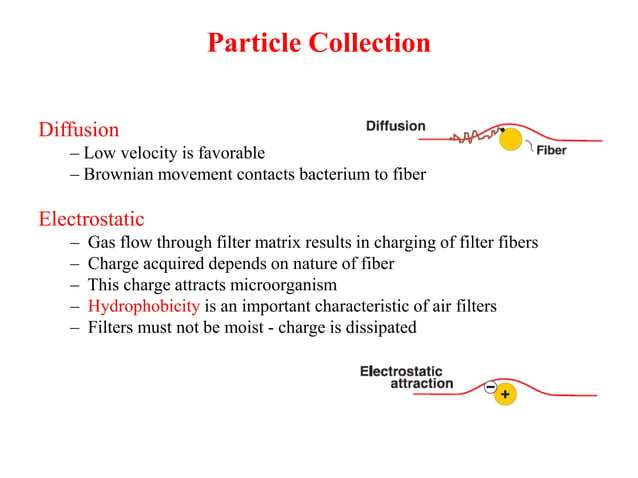 Particle Collection
Diffusion
– Low velocity is favorable
– Brownian movement contacts bacterium to fiber
Diffusion
Fiber
Electrostatic
– Gas flow through filter matrix results in charging of filter fibers
– Charge acquired depends on nature of fiber
– This charge attracts microorganism
– Hydrophobicity is an important characteristic of air filters
– Filters must not be moist - charge is dissipated
Electrostatic
attraction
– +